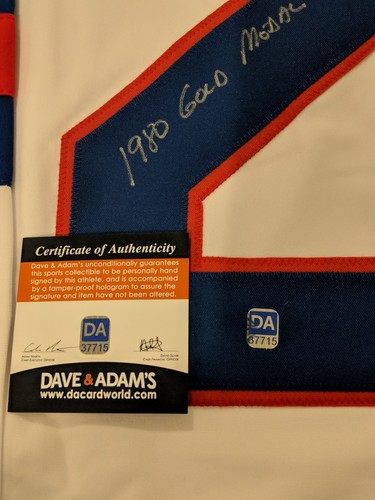 1980 GOLD MODAL
Certificate of Authenticity
Dave & Adam's unconditionally guarantees
this sports collectible to be personally hand
signed by this athlete, and is accompanied
by a tamper-proof hologram to assure the
signature and item have not been altered.
DA
37715
DA
37715
DAVE & ADAM'S
www.dacardworld.com